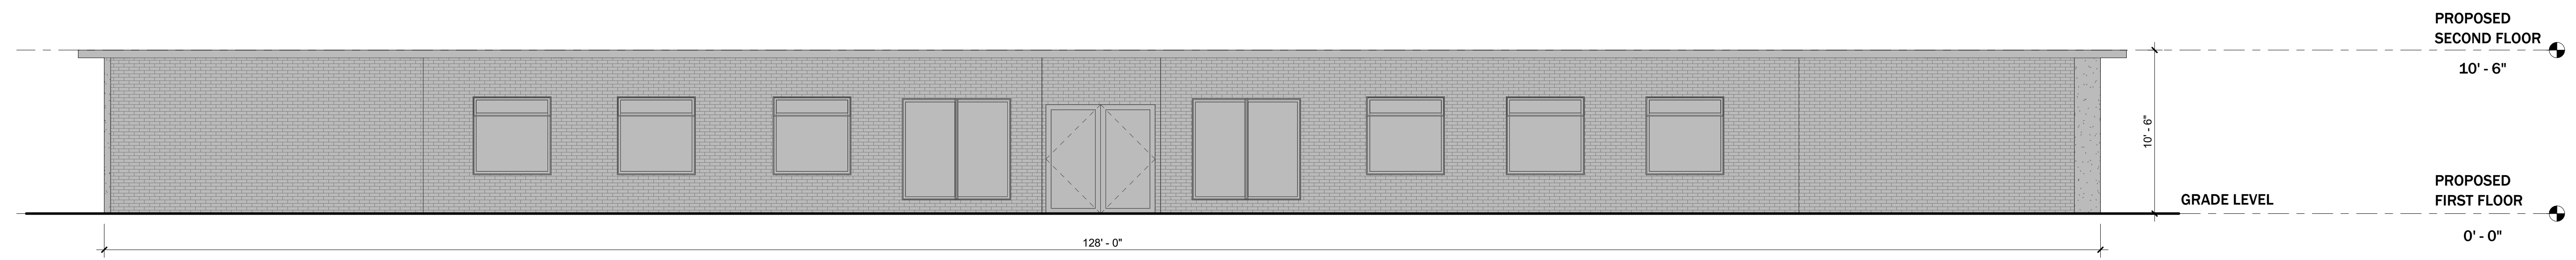 PROPOSED
SECOND FLOOR
10' - 6"
10' - 6"
PROPOSED
FIRST FLOOR
GRADE LEVEL
0' - 0"
128' - 0"